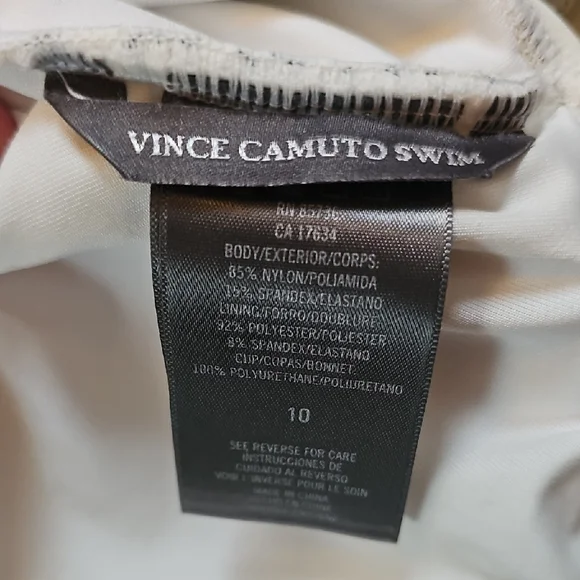 VINCE CAMUTO SWIM
RN 85736
CA 17634
BODY/EXTERIOR/CORPS:
85% NYLON/POLIAMIDA
15% SPANDEX/ELASTANO
LINING/FORRO/DOUBLURE:
92% POLYESTER/POLIESTER
8% SPANDEX/ELASTANO
CUP/COPAS/BONNET:
100% POLYURETHANE/POLIURETANO
10
SEE REVERSE FOR CARE
INSTRUCCIONES DE
CUIDADO AL REVERSO
VOIR L'INVERSE POUR LE SOIN
MADE IN CHINA